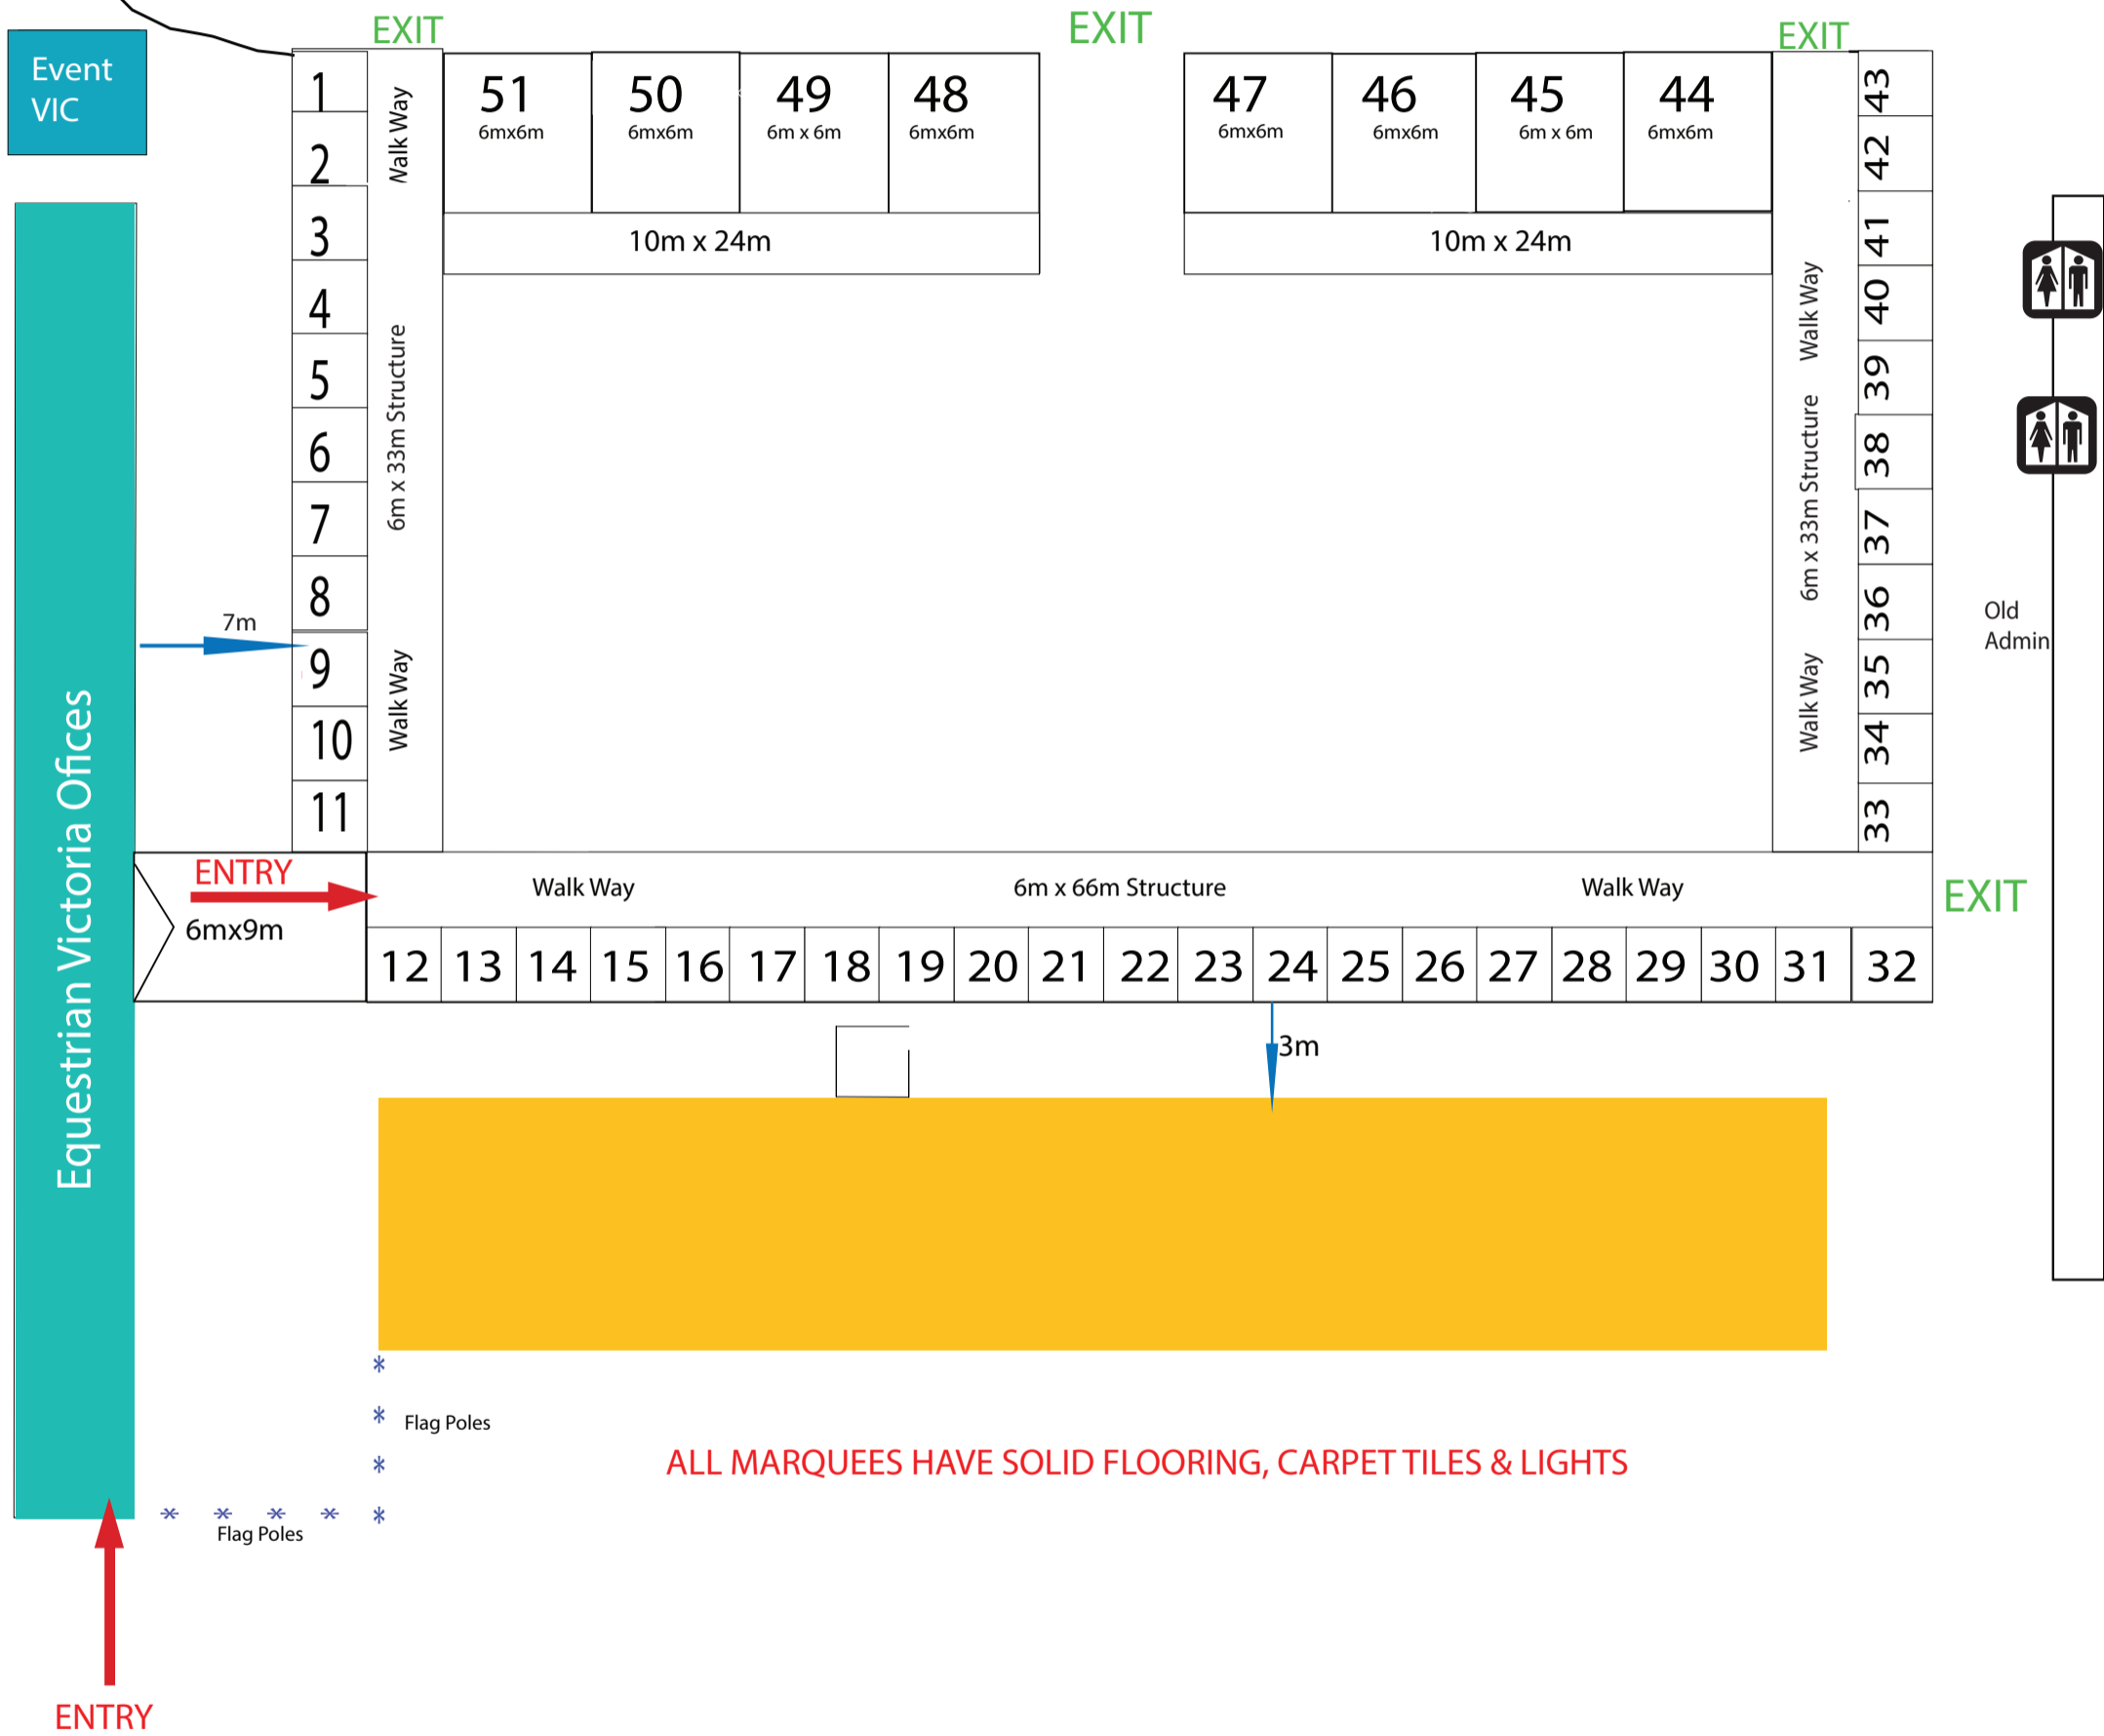 EXIT
EXIT
EXIT
Event
VIC
1
2
3
4
5
6
7
8
9
10
11
Walk Way
6m x 33m Structure
Walk Way
51
6mx6m
50
6mx6m
49
6m x 6m
48
6mx6m
10m x 24m
47
6mx6m
46
6mx6m
45
6m x 6m
44
6mx6m
10m x 24m
Walk Way
6m x 33m Structure
Walk Way
43
42
41
40
39
38
37
36
35
34
33
Old
Admin
7m
Equestrian Victoria Ofices
ENTRY
6mx9m
Walk Way
6m x 66m Structure
Walk Way
EXIT
12 13 14 15 16 17 18 19 20 21 22 23 24 25 26 27 28 29 30 31 32
3m
Flag Poles
ALL MARQUEES HAVE SOLID FLOORING, CARPET TILES & LIGHTS
Flag Poles
ENTRY